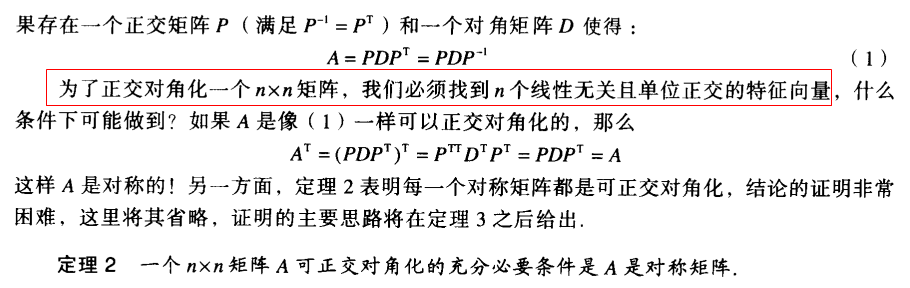 果存在一个正交矩阵 P（满足 P⁻¹ = Pᵀ）和一个对角矩阵 D 使得：
A = PDPᵀ = PDP⁻¹ （1）
为了正交对角化一个 n×n 矩阵，我们必须找到 n 个线性无关且单位正交的特征向量，什么
条件下可能做到？如果 A 是像（1）一样可以正交对角化的，那么
Aᵀ = (PDPᵀ)ᵀ = PᵀᵀDᵀPᵀ = PDPᵀ = A
这样 A 是对称的！另一方面，定理 2 表明每一个对称矩阵都是可正交对角化，结论的证明非常
困难，这里将其省略，证明的主要思路将在定理 3 之后给出．
定理 2 一个 n×n 矩阵 A 可正交对角化的充分必要条件是 A 是对称矩阵．